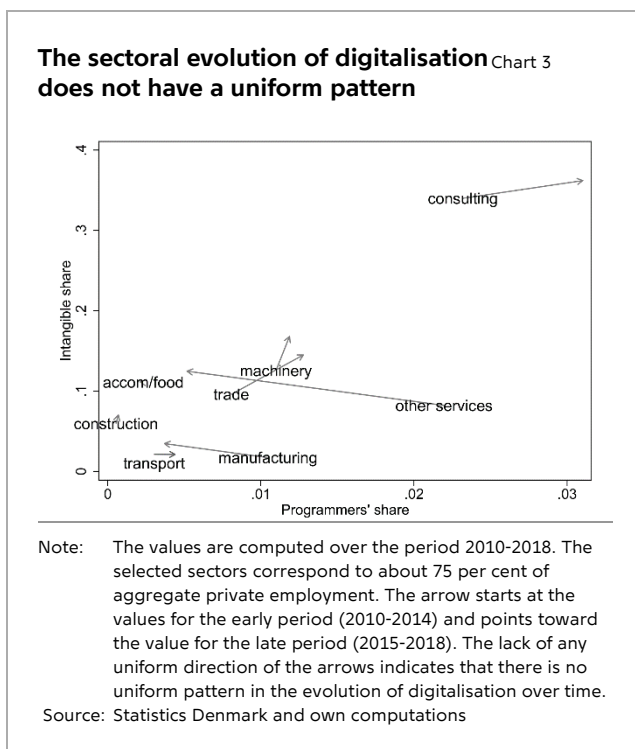 The sectoral evolution of digitalisation Chart 3
does not have a uniform pattern
.4
.3
.2
.1
0
Intangible share
consulting
machinery
accom/food
trade
other services
construction
transport
manufacturing
0
.01
.02
.03
Programmers' share
Note: The values are computed over the period 2010-2018. The
selected sectors correspond to about 75 per cent of
aggregate private employment. The arrow starts at the
values for the early period (2010-2014) and points toward
the value for the late period (2015-2018). The lack of any
uniform direction of the arrows indicates that there is no
uniform pattern in the evolution of digitalisation over time.
Source: Statistics Denmark and own computations